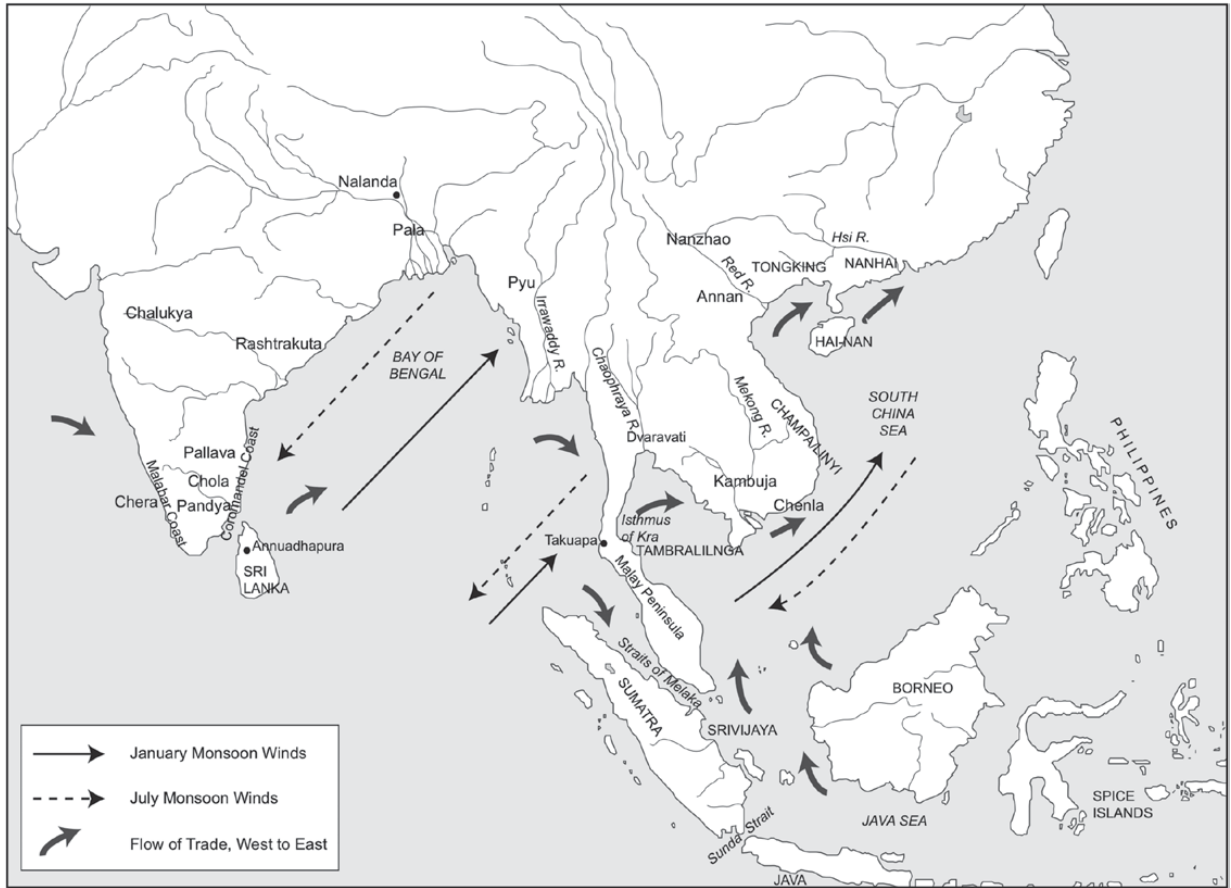 Nalanda
Pala
Nanzhao
Hsi R.
Red R.
TONGKING
NANHAI
Pyu
Annan
Irrawaddy R.
Chalukya
Rashtrakuta
BAY OF
BENGAL
HAI-NAN
Chaophraya R.
Mekong R.
CHAMPA/LINYI
SOUTH
CHINA
SEA
PHILIPPINES
Dvaravati
Pallava
Chola
Chera
Pandya
Malabar Coast
Coromandel Coast
Kambuja
Chenla
Isthmus
of Kra
Takuapa
TAMBRALILNGA
Annuadhapura
SRI
LANKA
Malay Peninsula
Straits of Melaka
SUMATRA
SRIVIJAYA
BORNEO
SPICE
ISLANDS
JAVA SEA
Sunda Strait
JAVA
January Monsoon Winds
July Monsoon Winds
Flow of Trade, West to East